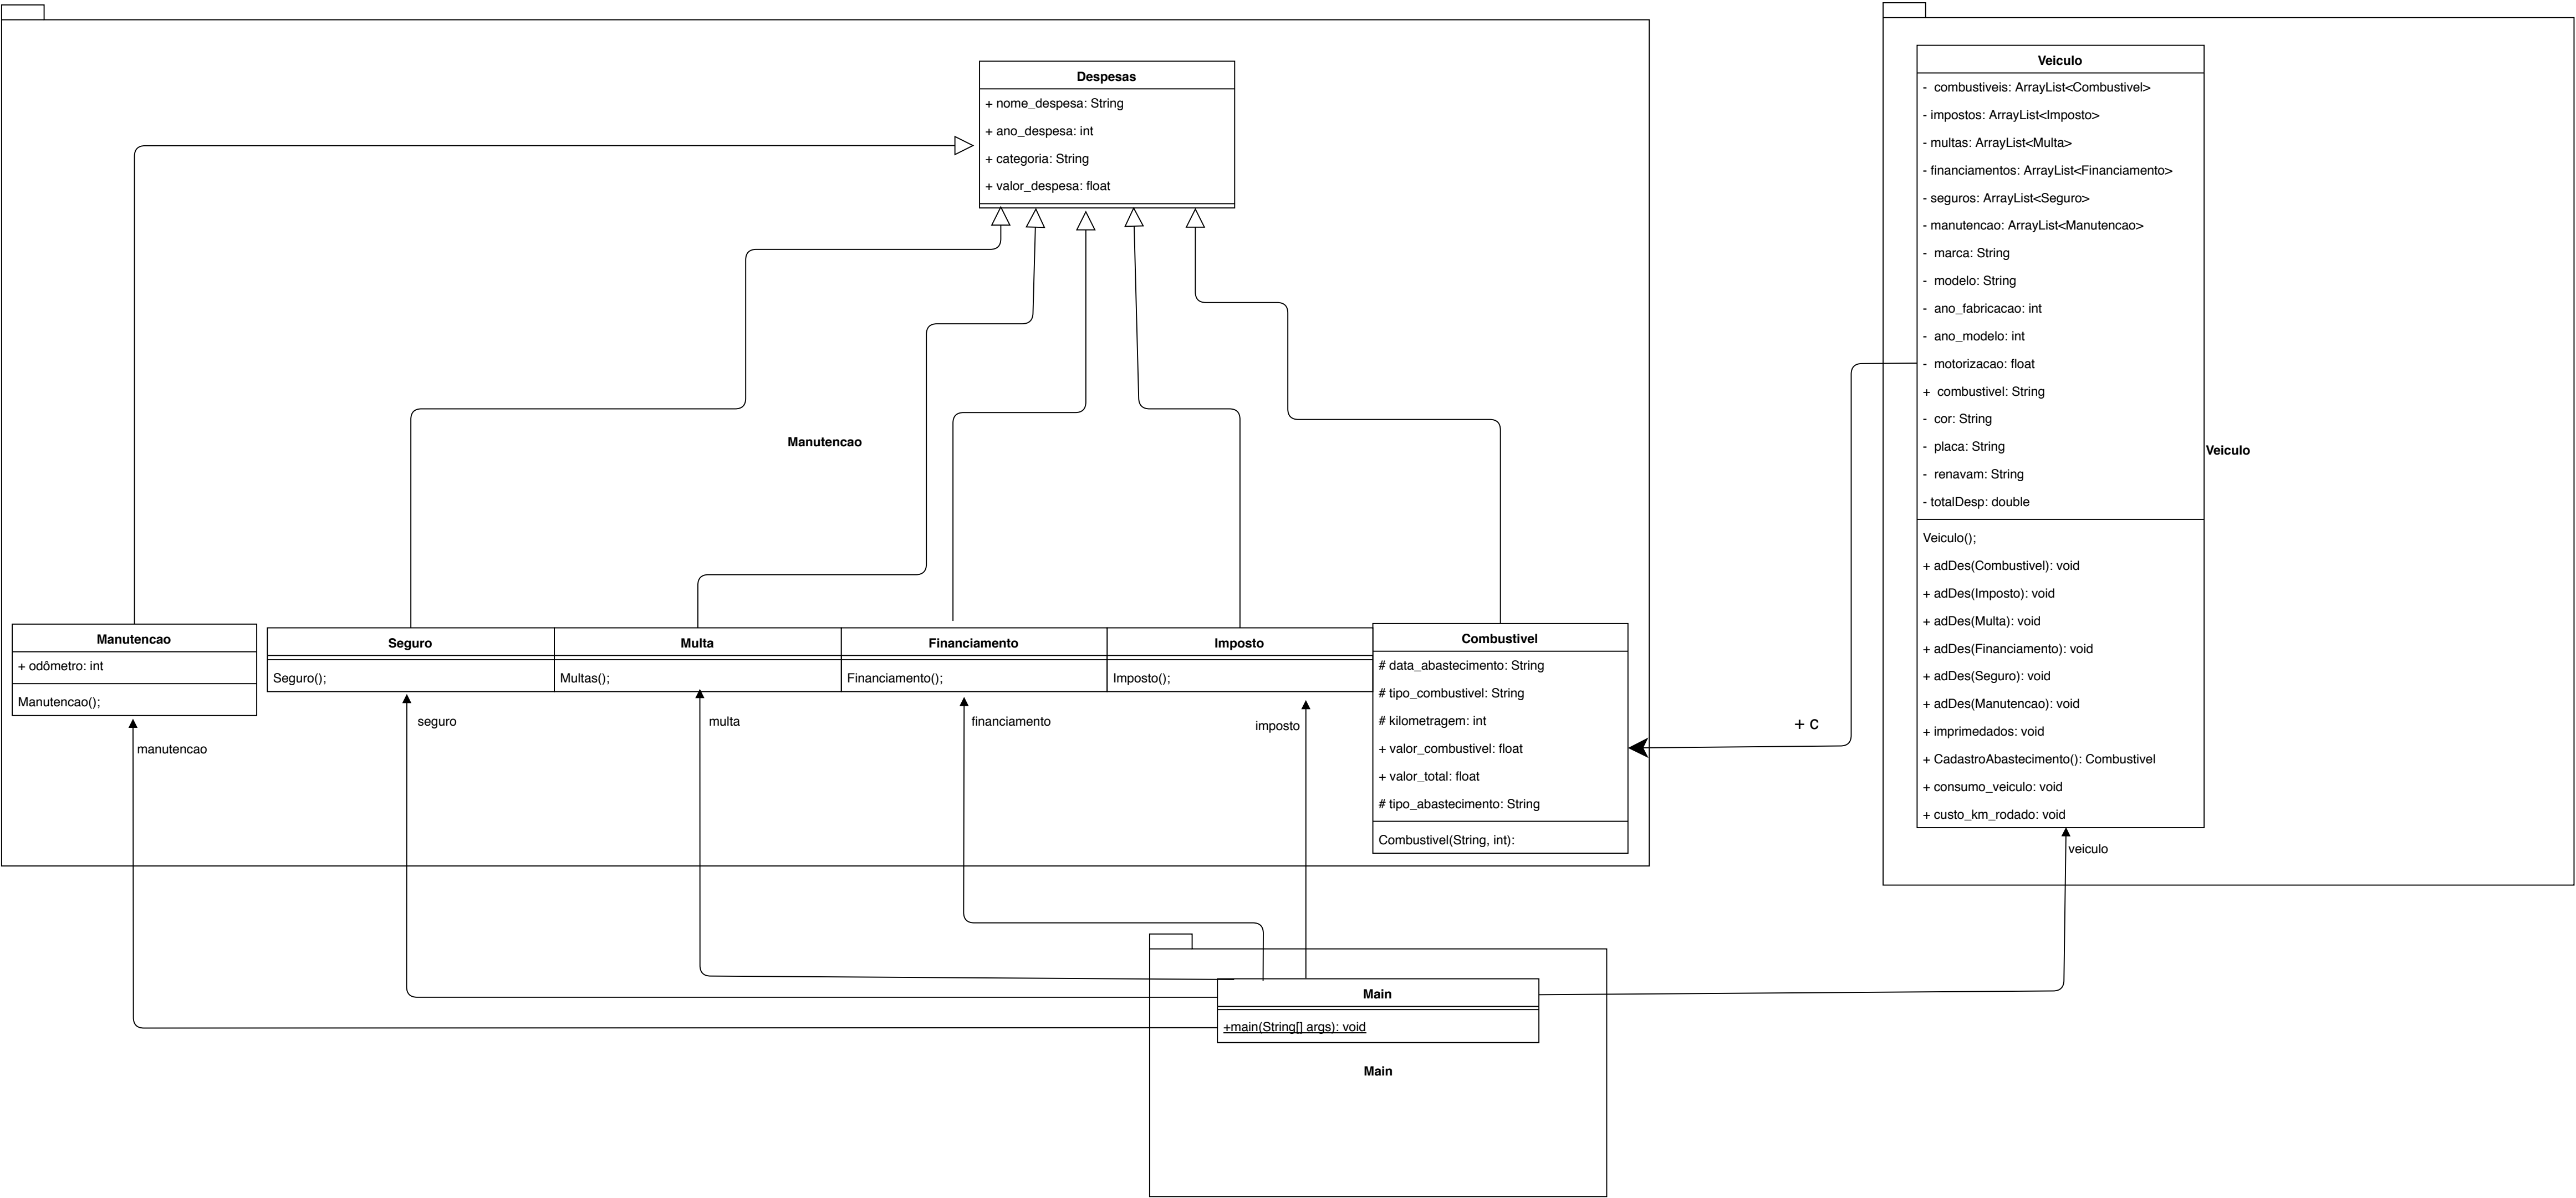 Despesas
+ nome_despesa: String
+ ano_despesa: int
+ categoria: String
+ valor_despesa: float
Manutencao
Manutencao
+ odômetro: int
Manutencao();
manutencao
Seguro
Seguro();
seguro
Multa
Multas();
multa
Financiamento
Financiamento();
financiamento
Imposto
Imposto();
imposto
Combustivel
# data_abastecimento: String
# tipo_combustivel: String
# kilometragem: int
+ valor_combustivel: float
+ valor_total: float
# tipo_abastecimento: String
Combustivel(String, int):
+ c
Veiculo
- combustiveis: ArrayList<Combustivel>
- impostos: ArrayList<Imposto>
- multas: ArrayList<Multa>
- financiamentos: ArrayList<Financiamento>
- seguros: ArrayList<Seguro>
- manutencao: ArrayList<Manutencao>
- marca: String
- modelo: String
- ano_fabricacao: int
- ano_modelo: int
- motorizacao: float
+ combustivel: String
- cor: String
- placa: String
- renavam: String
- totalDesp: double
Veiculo();
+ adDes(Combustivel): void
+ adDes(Imposto): void
+ adDes(Multa): void
+ adDes(Financiamento): void
+ adDes(Seguro): void
+ adDes(Manutencao): void
+ imprimedados: void
+ CadastroAbastecimento(): Combustivel
+ consumo_veiculo: void
+ custo_km_rodado: void
Veiculo
veiculo
Main
+main(String[] args): void
Main